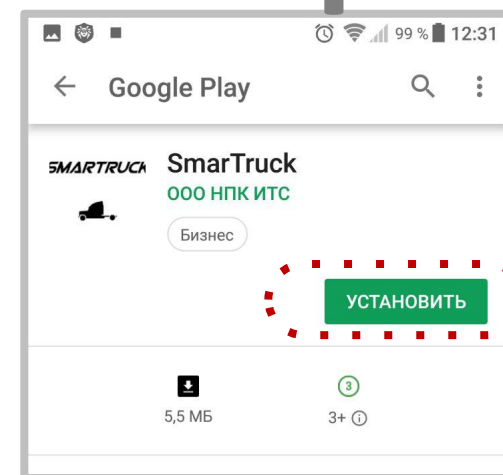 99 % 12:31
Google Play
SMARTRUCK
SmarTruck
ООО НПК ИТС
Бизнес
УСТАНОВИТЬ
3
5,5 МБ
3+